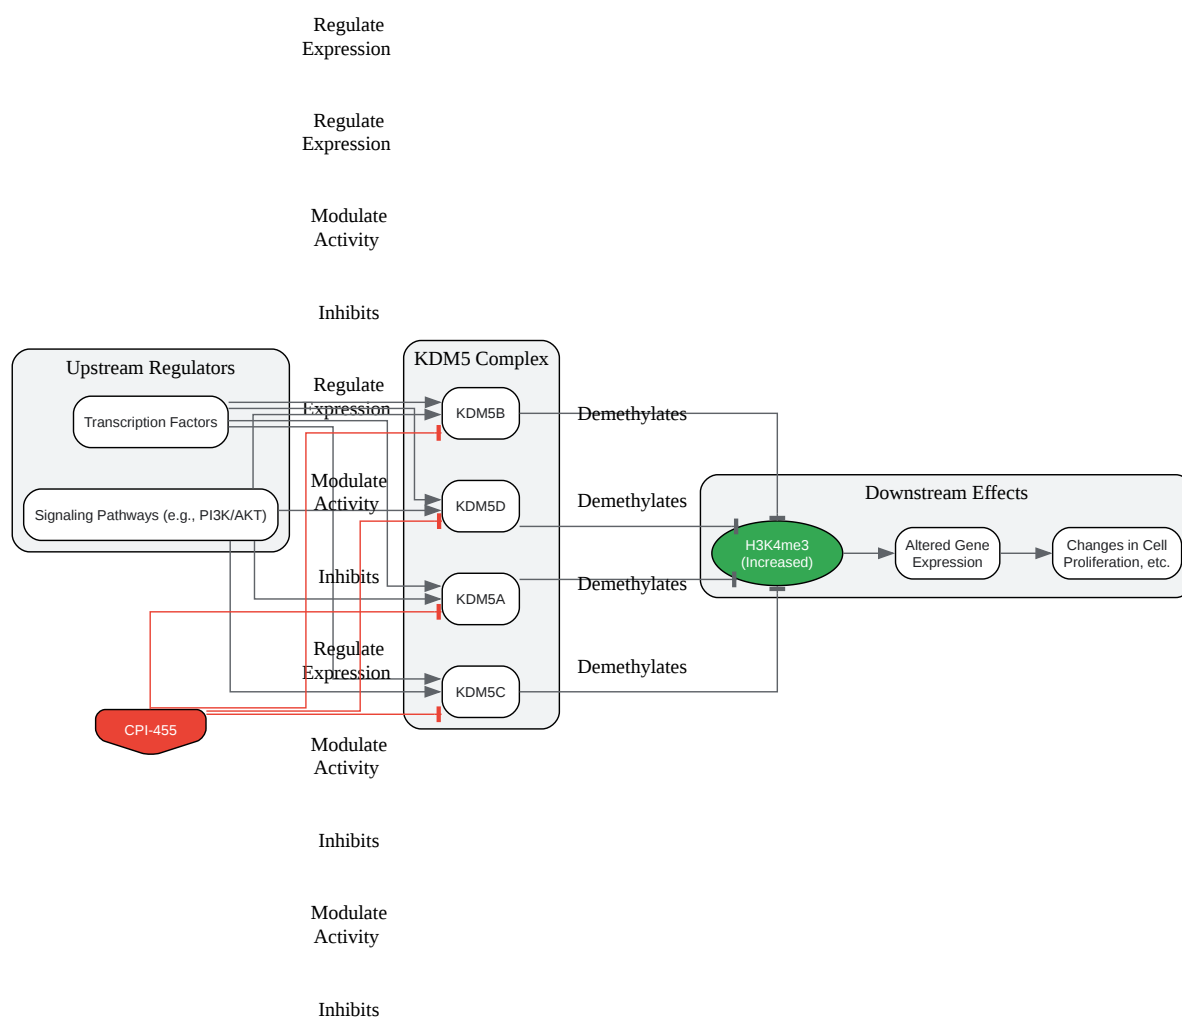 Regulate
Expression
Regulate
Expression
Modulate
Activity
Inhibits
Upstream Regulators
Transcription Factors
Signaling Pathways (e.g., PI3K/AKT)
CPI-455
Regulate
Expression
Modulate
Activity
Inhibits
Regulate
Expression
Modulate
Activity
Inhibits
Modulate
Activity
Inhibits
KDM5 Complex
KDM5B
KDM5D
KDM5A
KDM5C
Demethylates
Demethylates
Demethylates
Demethylates
Downstream Effects
H3K4me3
(Increased)
Altered Gene
Expression
Changes in Cell
Proliferation, etc.